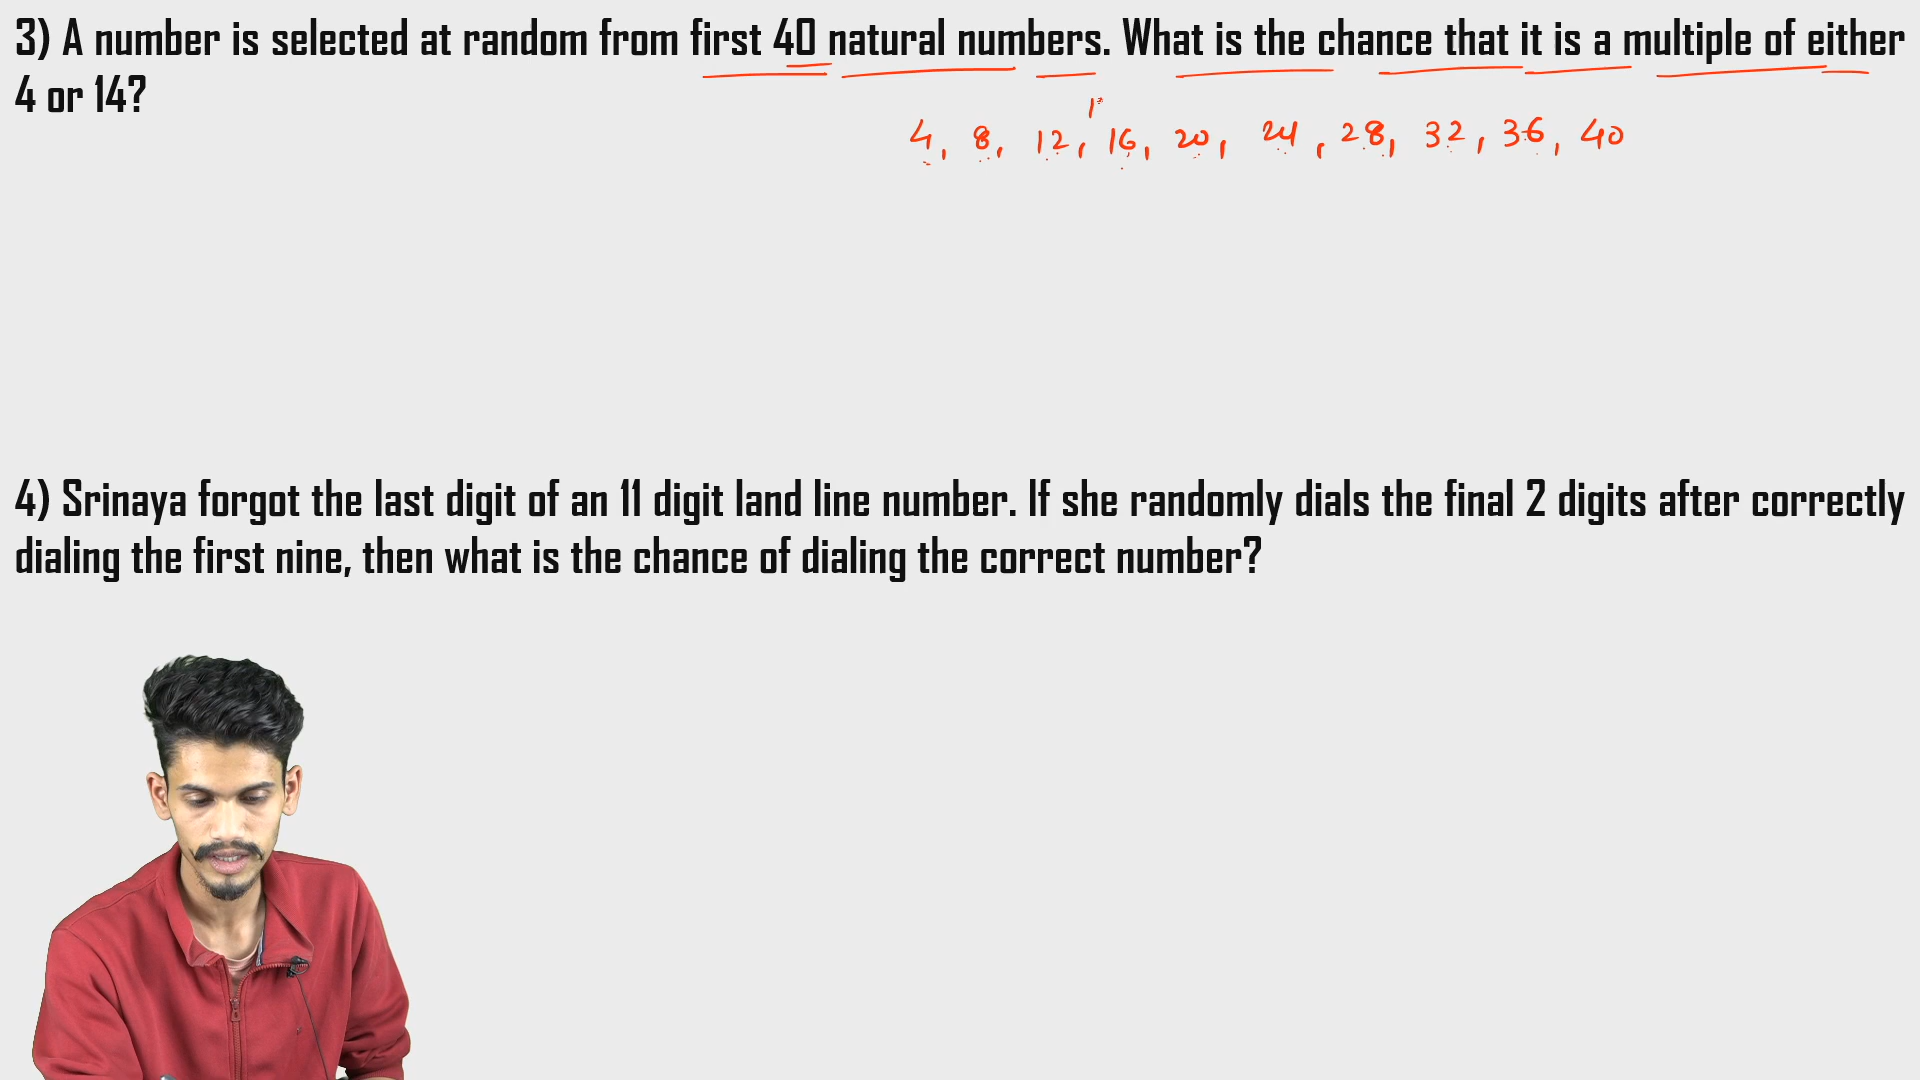 3) A number is selected at random from first 40 natural numbers. What is the chance that it is a multiple of either
4 or 14?
4, 8, 12, 16, 20, 24, 28, 32, 36, 40
4) Srinaya forgot the last digit of an 11 digit land line number. If she randomly dials the final 2 digits after correctly
dialing the first nine, then what is the chance of dialing the correct number?